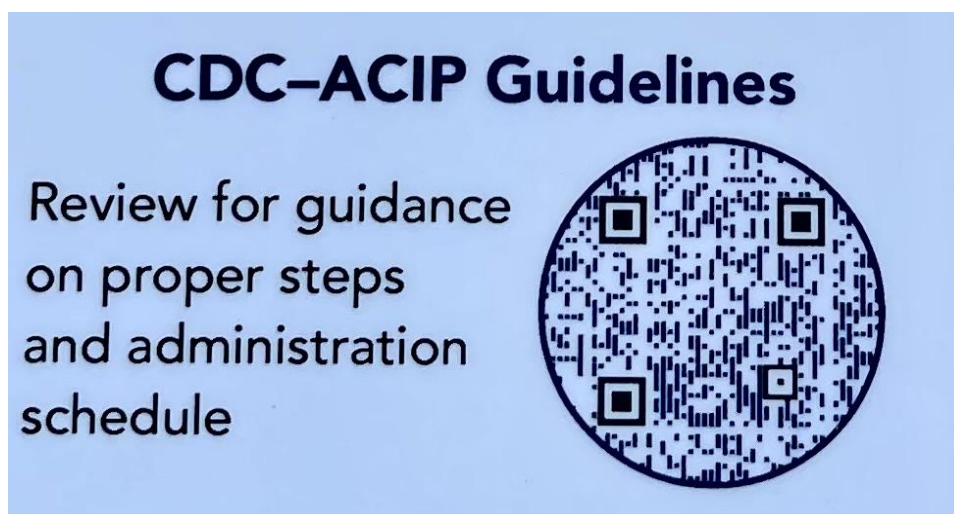 CDC–ACIP Guidelines
Review for guidance
on proper steps
and administration
schedule